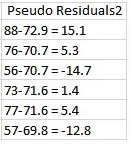 Pseudo Residuals2
88-72.9 = 15.1
76-70.7 = 5.3
56-70.7 = -14.7
73-71.6 = 1.4
77-71.6 = 5.4
57-69.8 = -12.8